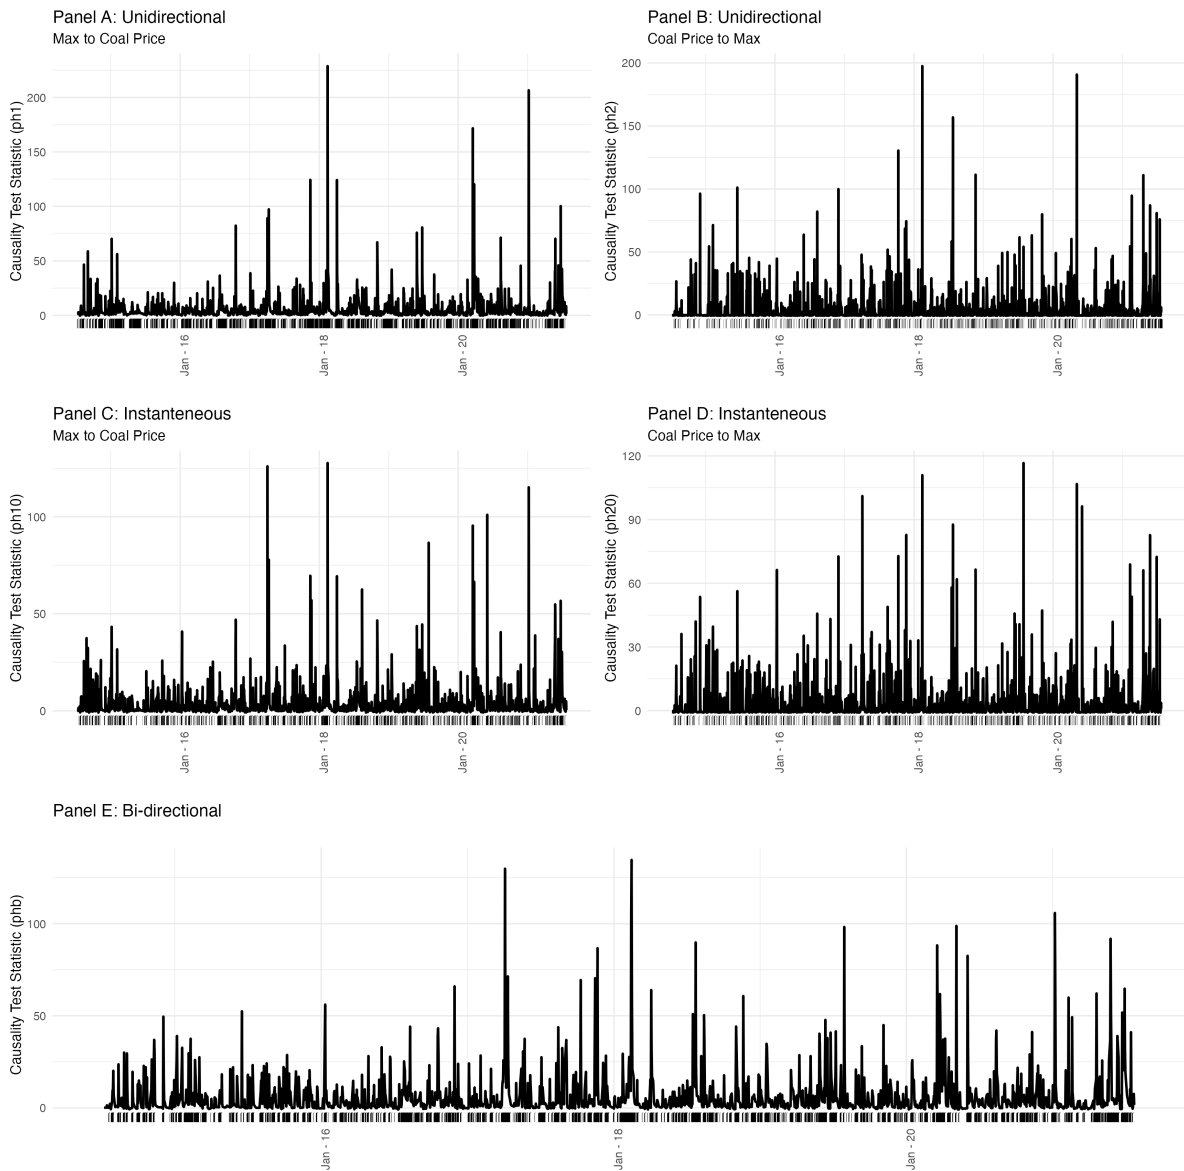 Panel A: Unidirectional
Max to Coal Price
Causality Test Statistic (ph1)
200
150
100
50
0
Jan - 16
Jan - 18
Jan - 20
Panel B: Unidirectional
Coal Price to Max
Causality Test Statistic (ph2)
200
150
100
50
0
Jan - 16
Jan - 18
Jan - 20
Panel C: Instanteneous
Max to Coal Price
Causality Test Statistic (ph10)
100
50
0
Jan - 16
Jan - 18
Jan - 20
Panel D: Instanteneous
Coal Price to Max
Causality Test Statistic (ph20)
120
90
60
30
0
Jan - 16
Jan - 18
Jan - 20
Panel E: Bi-directional
Causality Test Statistic (phb)
100
50
0
Jan - 16
Jan - 18
Jan - 20